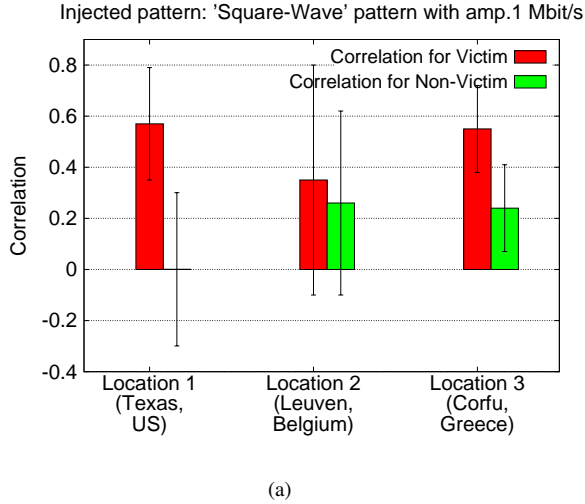 Injected pattern: 'Square-Wave' pattern with amp.1 Mbit/s
Correlation for Victim
Correlation for Non-Victim
0.8
0.6
0.4
0.2
0
-0.2
-0.4
Correlation
Location 1
(Texas,
US)
Location 2
(Leuven,
Belgium)
Location 3
(Corfu,
Greece)
(a)